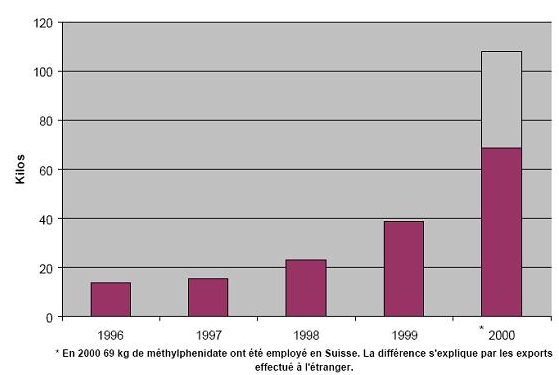 120
100
80
60
40
20
0
Kilos
1996 1997 1998 1999 * 2000
* En 2000 69 kg de méthylphenidate ont été employé en Suisse. La différence s'explique par les exports
effectué à l'étranger.